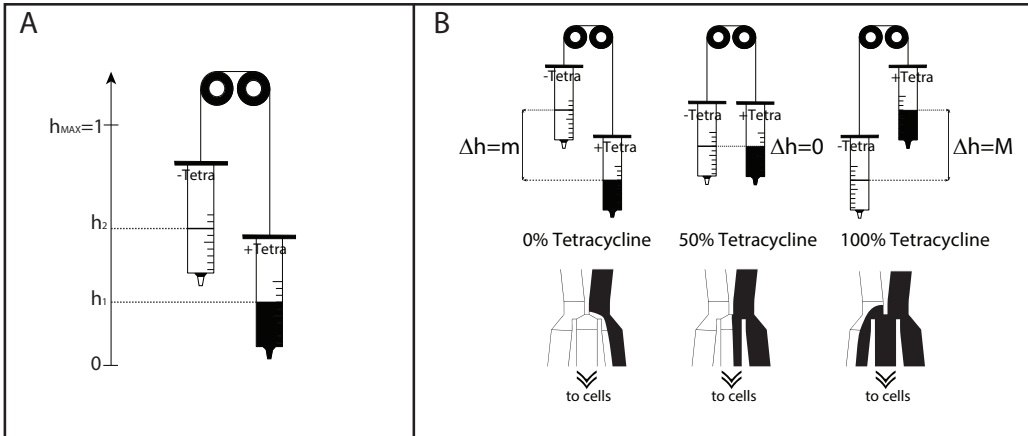 A
hMAX=1
-Tetra
h2
+Tetra
h1
0
B
-Tetra
+Tetra
Δh=m
-Tetra
+Tetra
Δh=0
+Tetra
-Tetra
Δh=M
0% Tetracycline
50% Tetracycline
100% Tetracycline
to cells
to cells
to cells